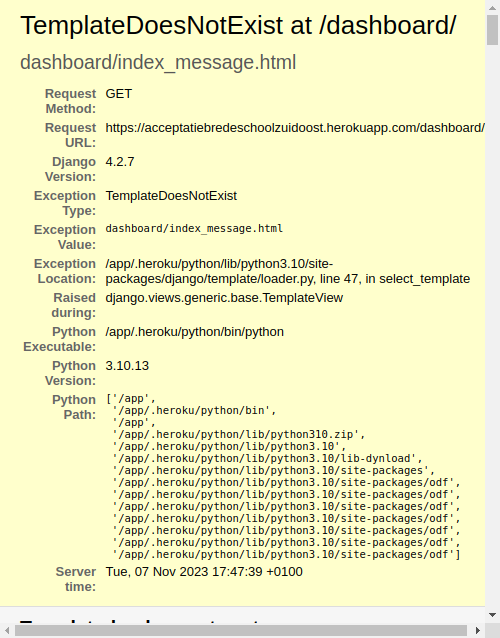 TemplateDoesNotExist at /dashboard/
dashboard/index_message.html
Request Method: GET
Request URL: https://acceptatiebredeschoolzuidoost.herokuapp.com/dashboard/
Django Version: 4.2.7
Exception Type: TemplateDoesNotExist
Exception Value: dashboard/index_message.html
Exception Location: /app/.heroku/python/lib/python3.10/site-
packages/django/template/loader.py, line 47, in select_template
Raised during: django.views.generic.base.TemplateView
Python Executable: /app/.heroku/python/bin/python
Python Version: 3.10.13
Python Path: ['/app',
'/app/.heroku/python/bin',
'/app',
'/app/.heroku/python/lib/python310.zip',
'/app/.heroku/python/lib/python3.10',
'/app/.heroku/python/lib/python3.10/lib-dynload',
'/app/.heroku/python/lib/python3.10/site-packages',
'/app/.heroku/python/lib/python3.10/site-packages/odf',
'/app/.heroku/python/lib/python3.10/site-packages/odf',
'/app/.heroku/python/lib/python3.10/site-packages/odf',
'/app/.heroku/python/lib/python3.10/site-packages/odf',
'/app/.heroku/python/lib/python3.10/site-packages/odf',
'/app/.heroku/python/lib/python3.10/site-packages/odf',
'/app/.heroku/python/lib/python3.10/site-packages/odf']
Server time: Tue, 07 Nov 2023 17:47:39 +0100